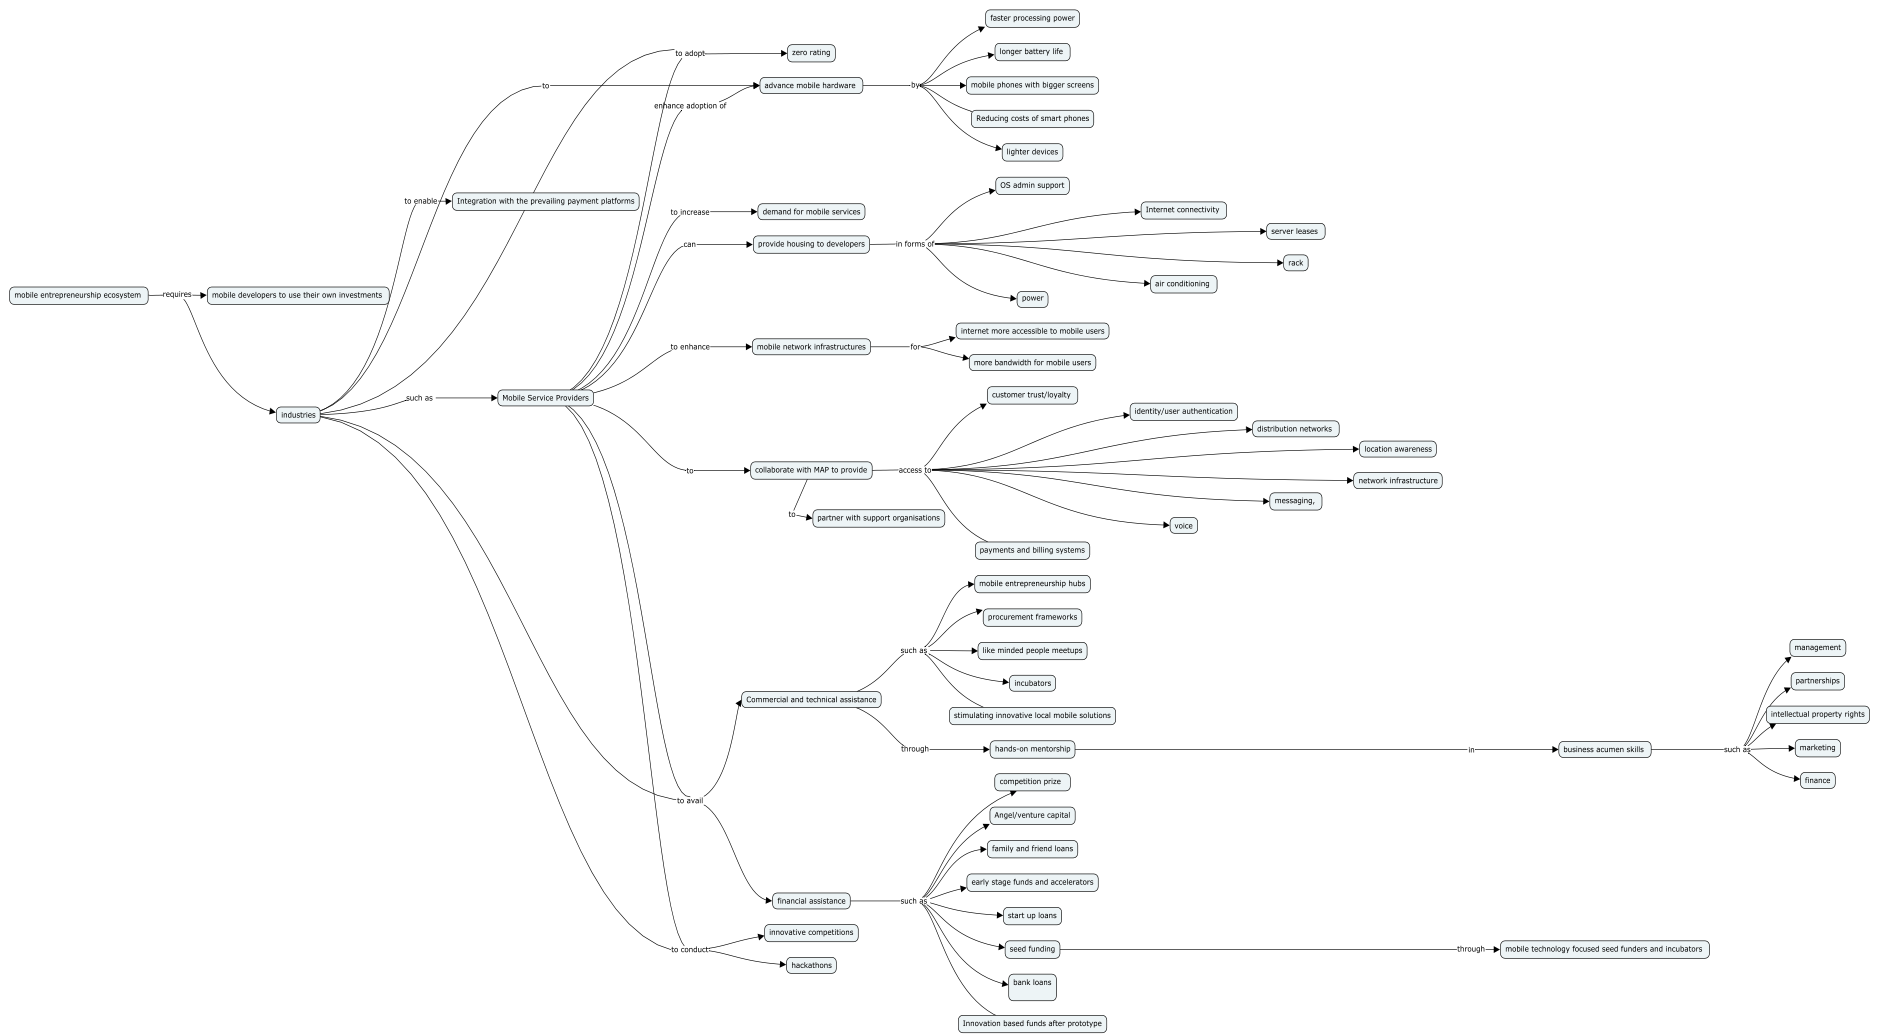 faster processing power
to adopt
zero rating
longer battery life
to
advance mobile hardware
by
mobile phones with bigger screens
enhance adoption of
Reducing costs of smart phones
lighter devices
to enable
Integration with the prevailing payment platforms
OS admin support
to increase
demand for mobile services
Internet connectivity
server leases
can
provide housing to developers
in forms of
rack
air conditioning
power
mobile entrepreneurship ecosystem
requires
mobile developers to use their own investments
internet more accessible to mobile users
to enhance
mobile network infrastructures
for
more bandwidth for mobile users
industries
such as
Mobile Service Providers
customer trust/loyalty
identity/user authentication
distribution networks
location awareness
to
collaborate with MAP to provide
access to
network infrastructure
messaging,
to
partner with support organisations
voice
payments and billing systems
mobile entrepreneurship hubs
procurement frameworks
such as
like minded people meetups
incubators
Commercial and technical assistance
stimulating innovative local mobile solutions
through
hands-on mentorship
in
business acumen skills
such as
management
partnerships
intellectual property rights
marketing
finance
to avail
competition prize
Angel/venture capital
family and friend loans
early stage funds and accelerators
financial assistance
such as
start up loans
seed funding
through
mobile technology focused seed funders and incubators
bank loans
Innovation based funds after prototype
to conduct
innovative competitions
hackathons